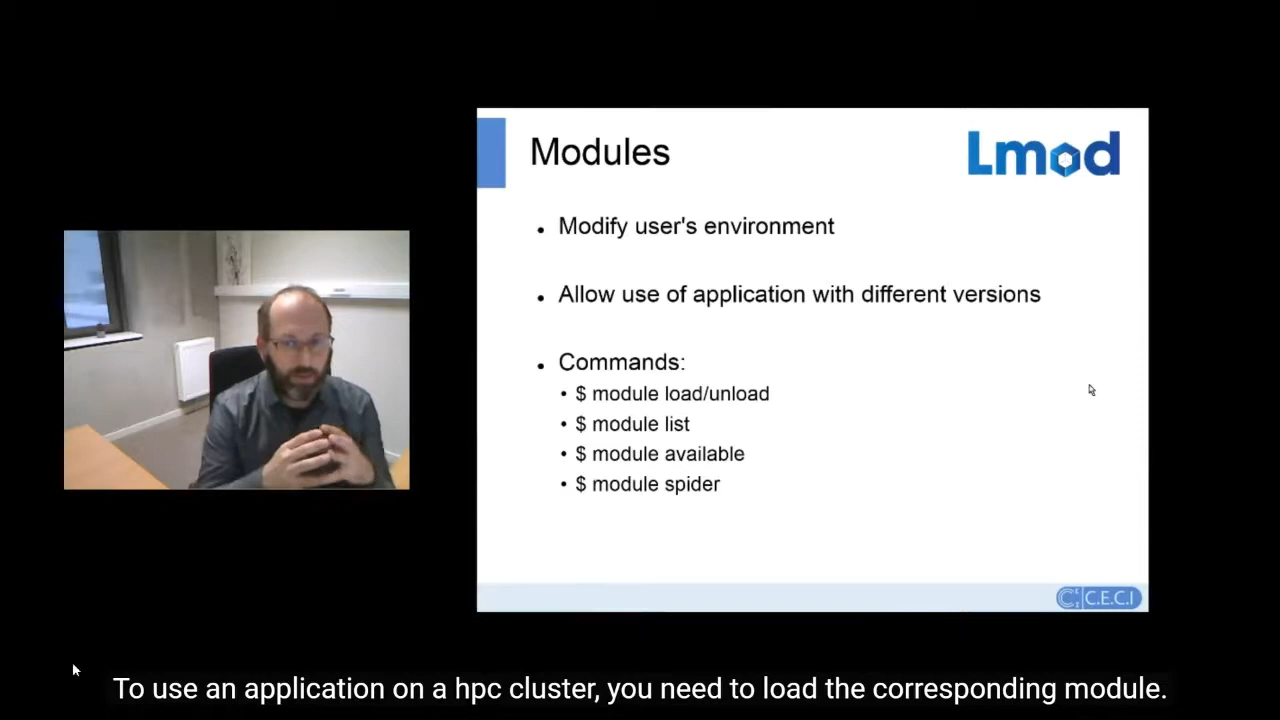 Modules
Lmod
Modify user's environment
Allow use of application with different versions
Commands:
$ module load/unload
$ module list
$ module available
$ module spider
C.E.C.I
To use an application on a hpc cluster, you need to load the corresponding module.